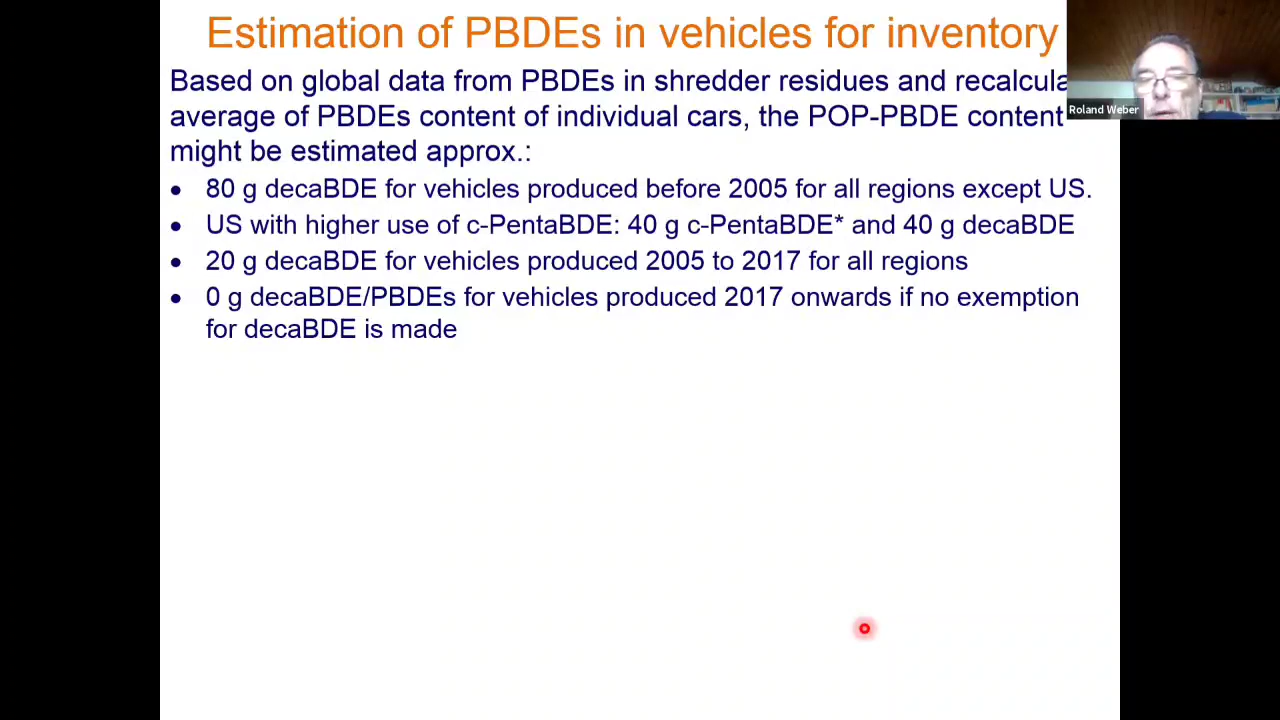 Estimation of PBDEs in vehicles for inventory
Based on global data from PBDEs in shredder residues and recalcula
average of PBDEs content of individual cars, the POP-PBDE content
might be estimated approx.:
• 80 g decaBDE for vehicles produced before 2005 for all regions except US.
• US with higher use of c-PentaBDE: 40 g c-PentaBDE* and 40 g decaBDE
• 20 g decaBDE for vehicles produced 2005 to 2017 for all regions
• 0 g decaBDE/PBDEs for vehicles produced 2017 onwards if no exemption
for decaBDE is made
Roland Weber